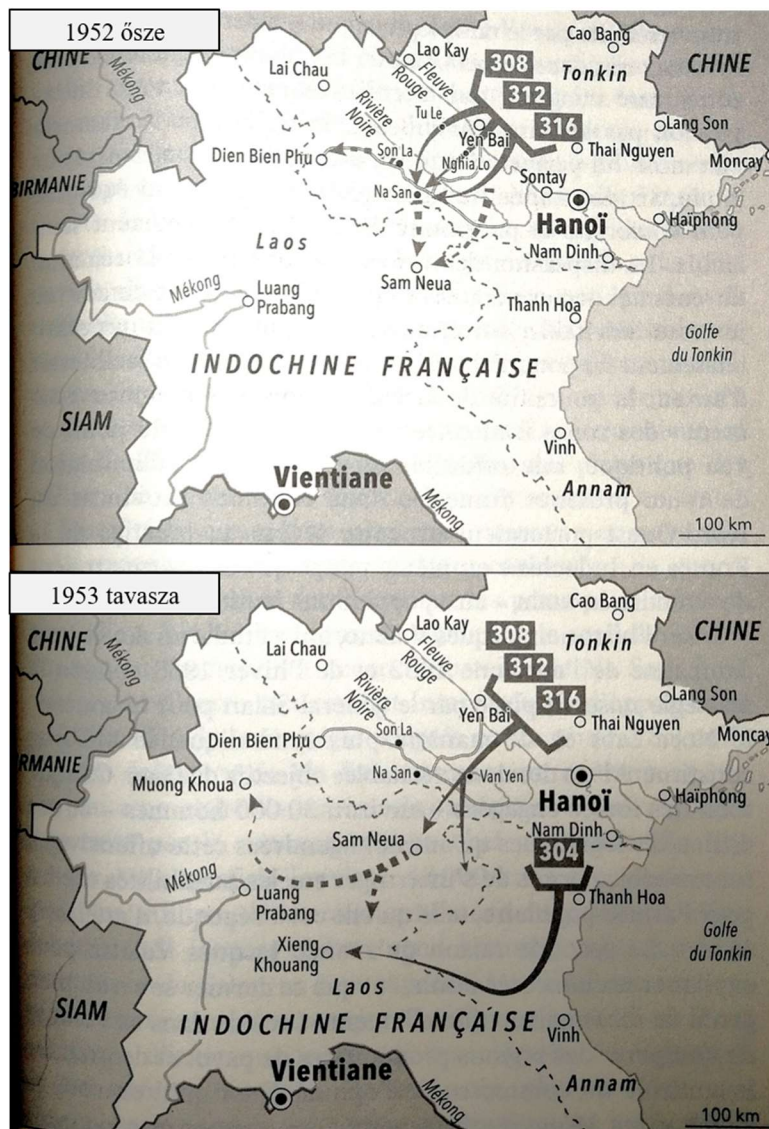 1952 ősze
CHINE
Mékong
Lao Kay
Cao Bang
308
Tonkin
CHINE
Lai Chau
Fleuve
Rouge
312
Rivière
Noire
Tu Le
316
Lang Son
Yen Bai
Dien Bien Phu
Son La
Nghia Lo
Thai Nguyen
Moncay
BIRMANIE
Na San
Sontay
Hanoï
Haïphong
Laos
Nam Dinh
Mékong
Luang
Prabang
Sam Neua
Thanh Hoa
Golfe
du Tonkin
INDOCHINE FRANÇAISE
SIAM
Vinh
Vientiane
Annam
Mékong
100 km
1953 tavasza
CHINE
Mékong
Lao Kay
Cao Bang
308
Tonkin
CHINE
Lai Chau
Fleuve
Rouge
312
Rivière
Noire
316
Lang Son
Yen Bai
Dien Bien Phu
Son La
Thai Nguyen
Moncay
RMANIE
Muong Khoua
Na San
Van Yen
Hanoï
Haïphong
Sam Neua
Nam Dinh
304
Mékong
Luang
Prabang
Thanh Hoa
Xieng
Khouang
Golfe
du Tonkin
Laos
SIAM
INDOCHINE FRANÇAISE
Vinh
Vientiane
Annam
Mékong
100 km